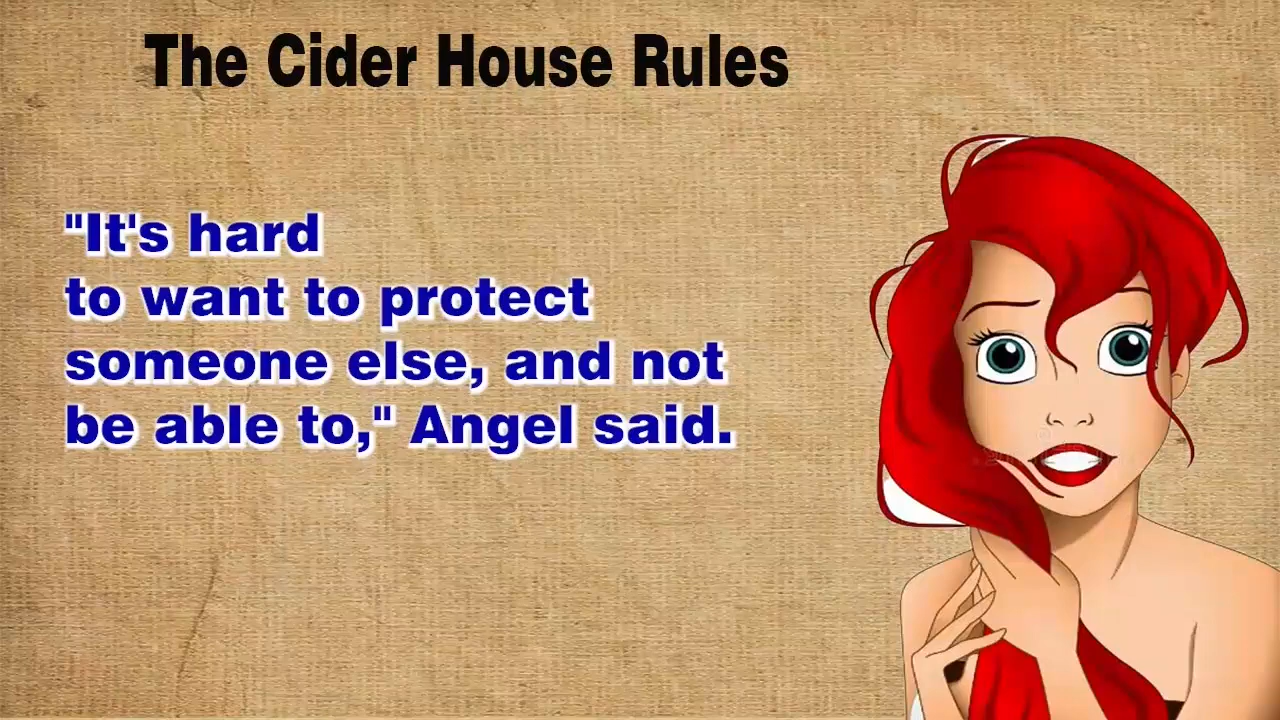 The Cider House Rules
"It's hard
to want to protect
someone else, and not
be able to," Angel said.